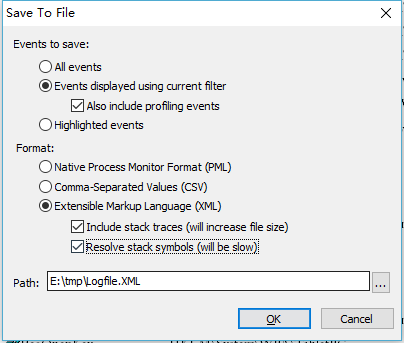 Save To File
Events to save:
All events
Events displayed using current filter
Also include profiling events
Highlighted events
Format:
Native Process Monitor Format (PML)
Comma-Separated Values (CSV)
Extensible Markup Language (XML)
Include stack traces (will increase file size)
Resolve stack symbols (will be slow)
Path: E:\tmp\Logfile.XML ...
OK Cancel